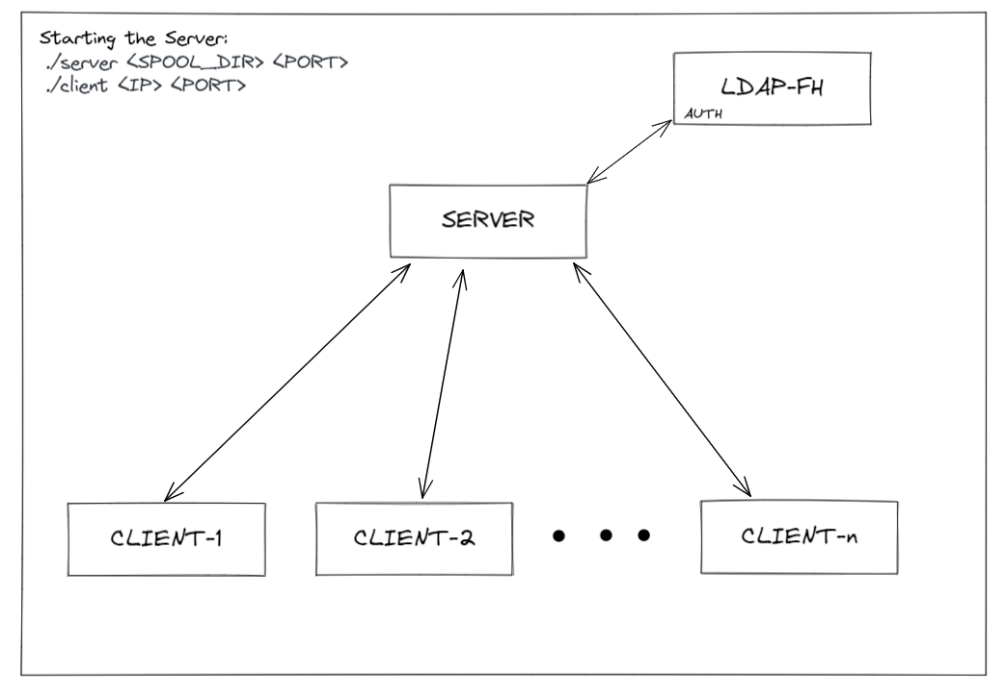 Starting the Server:
./server <SPOOL_DIR> <PORT>
./client <IP> <PORT>
LDAP-FH
AUTH
SERVER
CLIENT-1
CLIENT-2
CLIENT-n